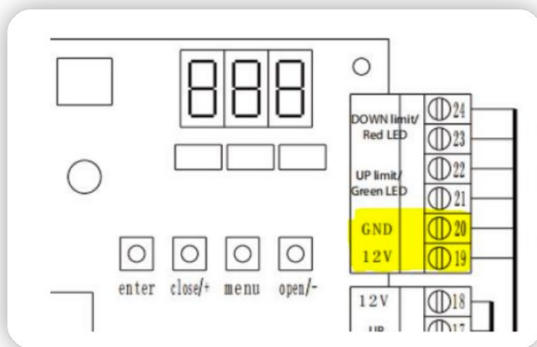 888
DOWN limit/
Red LED
UP limit/
Green LED
GND
12V
24
23
22
21
20
19
enter close/+ menu open/-
12V
18
UP
17